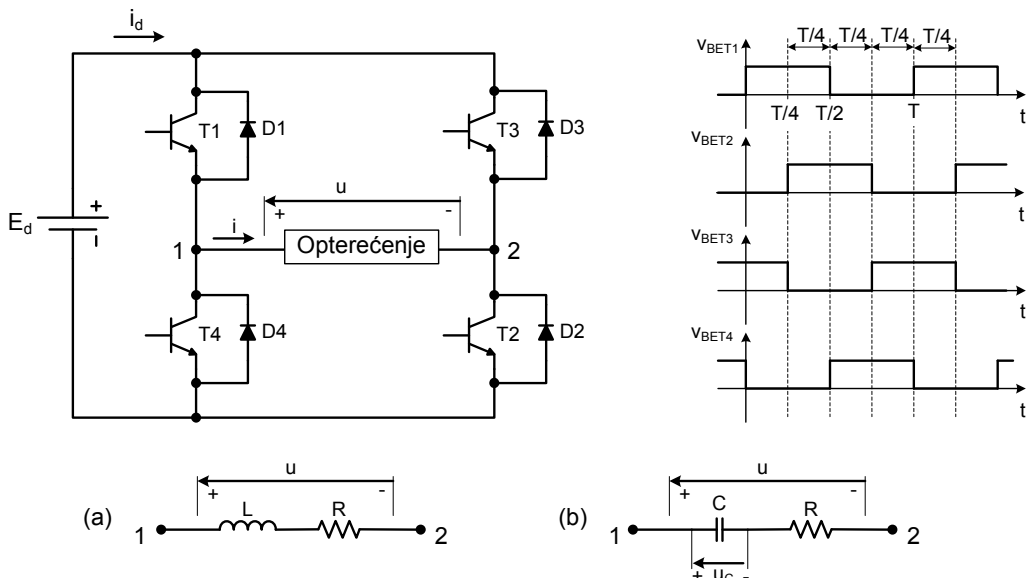 i_d
T1
D1
T3
D3
u
+ -
E_d
+
-
i
1
Opterećenje
2
T4
D4
T2
D2
v_BET1
T/4 T/4 T/4 T/4
T/4 T/2 T
t
v_BET2
t
v_BET3
t
v_BET4
t
(a)
u
+ -
L R
1 2
(b)
u
+ -
C R
1 2
+ u_C -